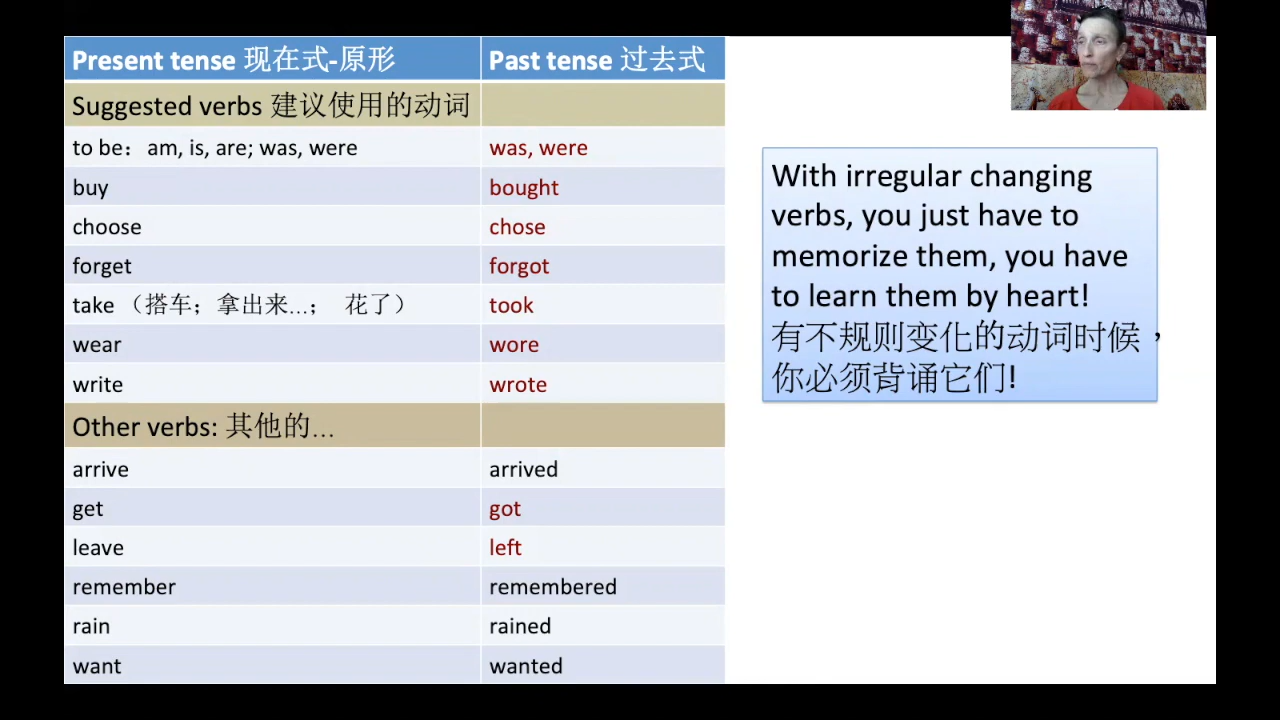 Present tense 现在式-原形 Past tense 过去式
Suggested verbs 建议使用的动词
to be：am, is, are; was, were was, were
buy bought
choose chose
forget forgot
take （搭车；拿出来...； 花了） took
wear wore
write wrote
Other verbs: 其他的...
arrive arrived
get got
leave left
remember remembered
rain rained
want wanted
With irregular changing
verbs, you just have to
memorize them, you have
to learn them by heart!
有不规则变化的动词时候，
你必须背诵它们!